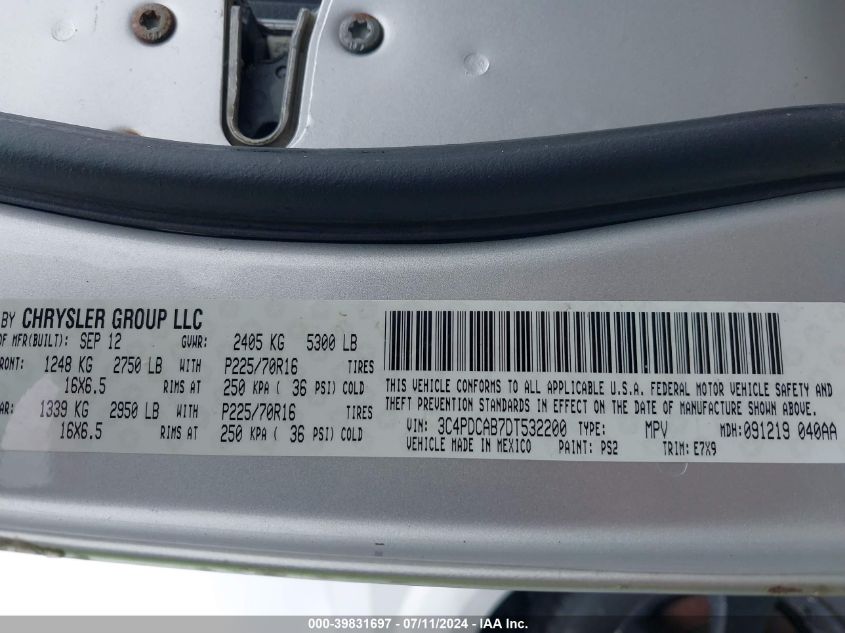 BY CHRYSLER GROUP LLC
OF MFR(BUILT): SEP 12 GVWR: 2405 KG 5300 LB
FRONT: 1248 KG 2750 LB WITH P225/70R16 TIRES
16X6.5 RIMS AT 250 KPA ( 36 PSI) COLD
AR: 1339 KG 2950 LB WITH P225/70R16 TIRES
16X6.5 RIMS AT 250 KPA ( 36 PSI) COLD
THIS VEHICLE CONFORMS TO ALL APPLICABLE U.S.A. FEDERAL MOTOR VEHICLE SAFETY AND
THEFT PREVENTION STANDARDS IN EFFECT ON THE DATE OF MANUFACTURE SHOWN ABOVE.
VIN: 3C4PDCAB7DT532200 TYPE: MPV MDH:091219 040AA
VEHICLE MADE IN MEXICO PAINT: PS2 TRIM: E7X9
000-39831697 - 07/11/2024 - IAA Inc.